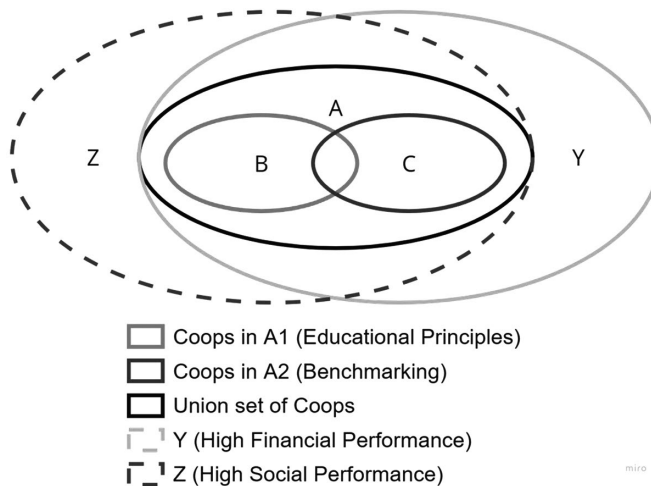 A
Z B C Y
Coops in A1 (Educational Principles)
Coops in A2 (Benchmarking)
Union set of Coops
Y (High Financial Performance)
Z (High Social Performance)
miro